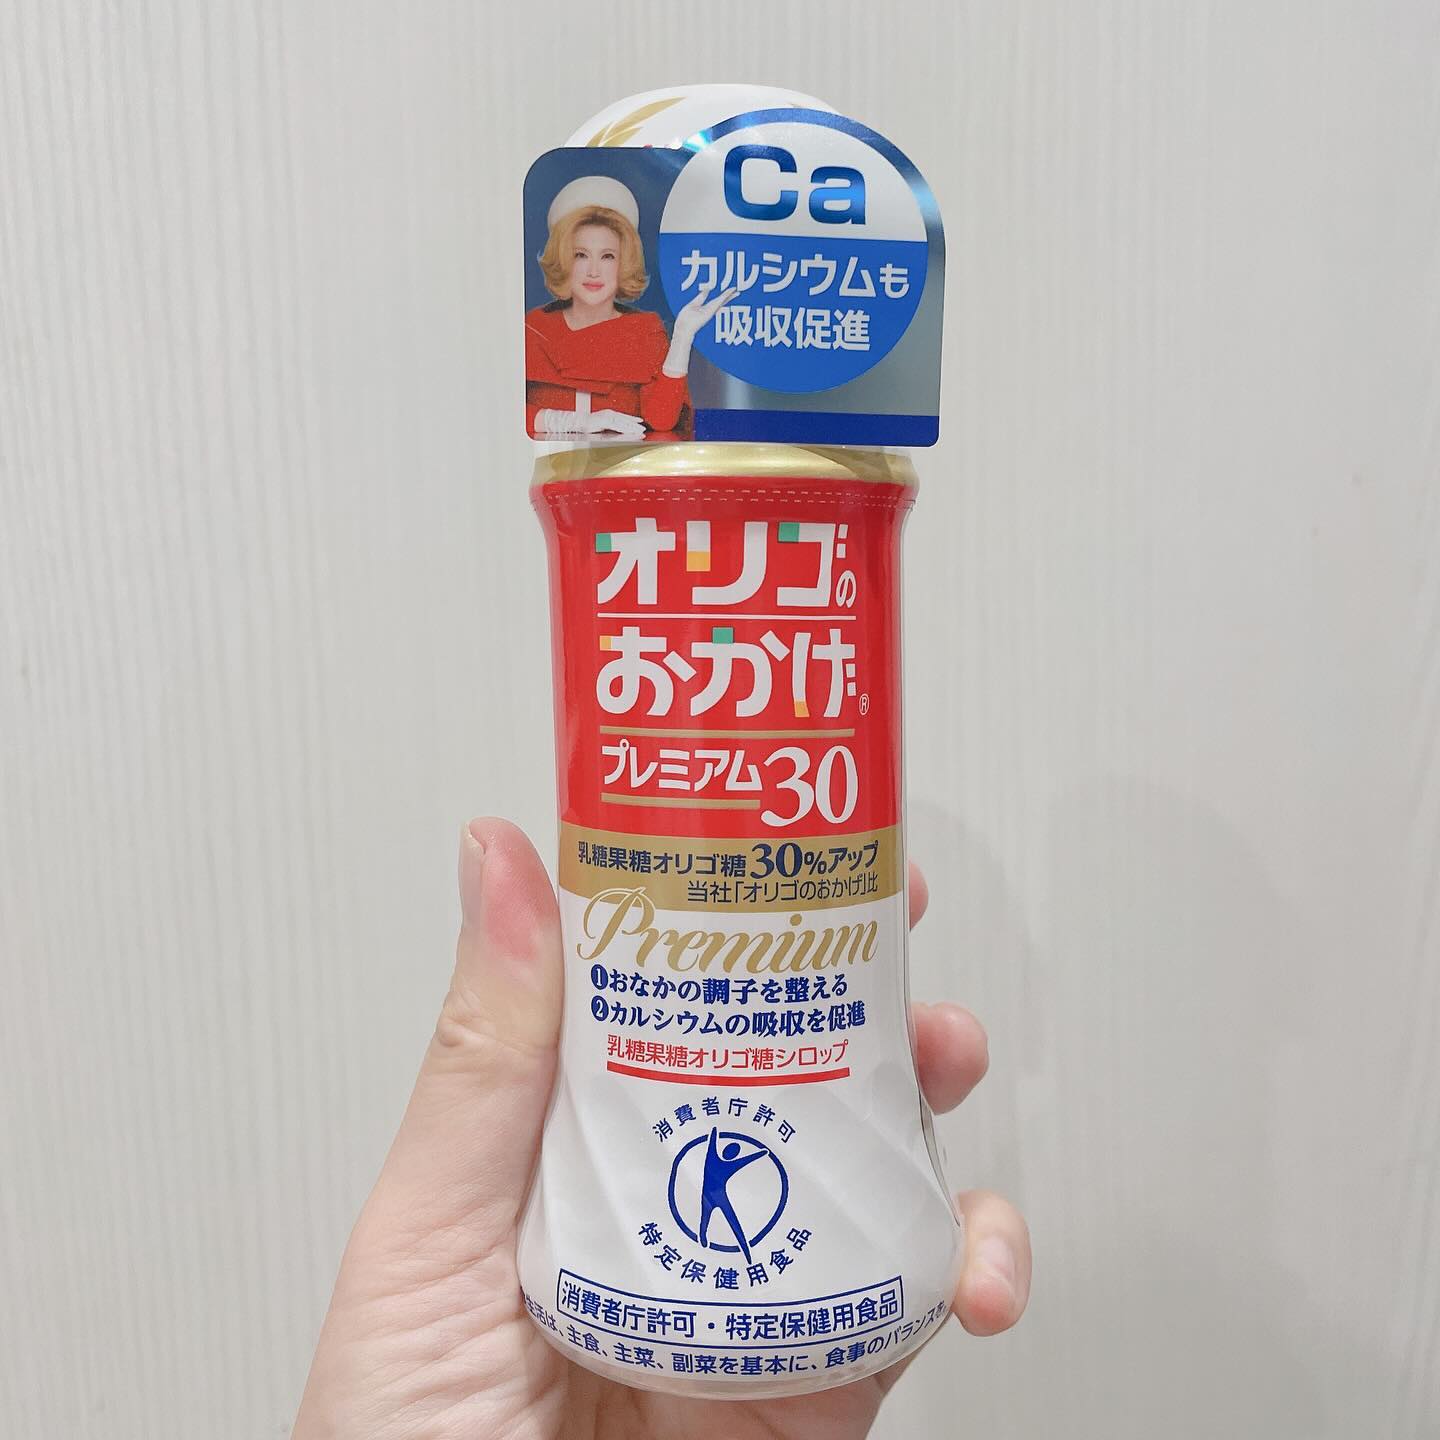 Ca
カルシウムも
吸収促進
オリゴの
おかげ®
プレミアム30
乳糖果糖オリゴ糖30%アップ
当社「オリゴのおかげ」比
Premium
❶おなかの調子を整える
❷カルシウムの吸収を促進
乳糖果糖オリゴ糖シロップ
消費者庁許可
特定保健用食品
消費者庁許可・特定保健用食品
生活は、主食、主菜、副菜を基本に、食事のバランスを。